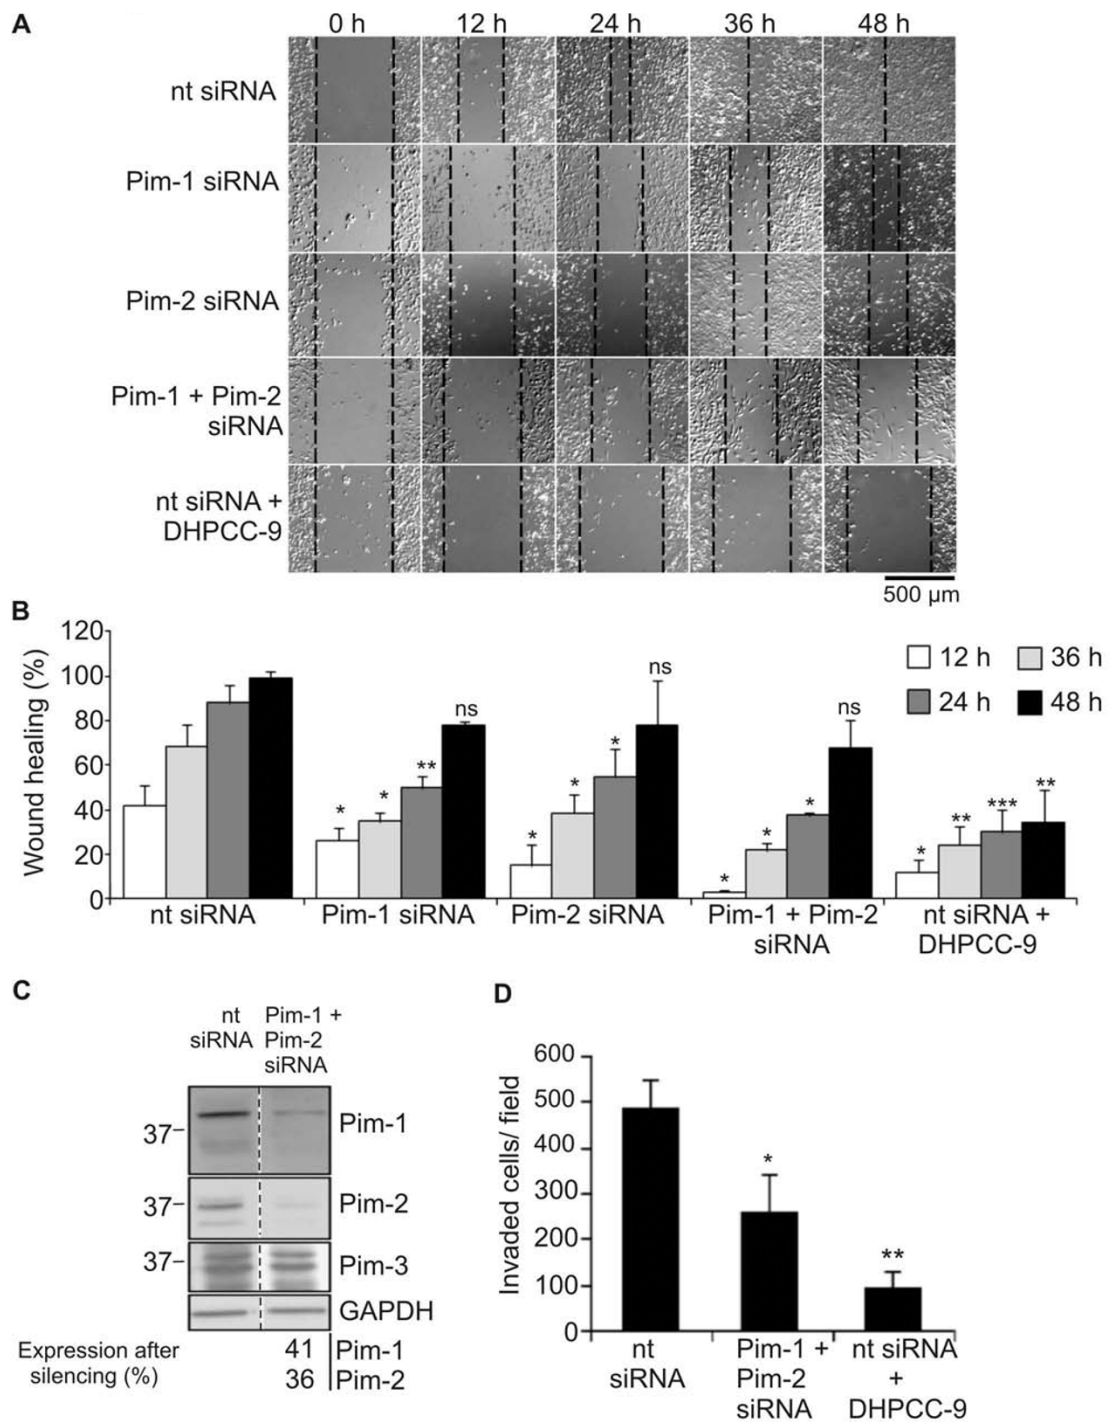 A
0 h 12 h 24 h 36 h 48 h
nt siRNA
Pim-1 siRNA
Pim-2 siRNA
Pim-1 + Pim-2
siRNA
nt siRNA +
DHPCC-9
500 µm
B
Wound healing (%)
120
100
80
60
40
20
0
12 h 36 h
24 h 48 h
* * ** ns
* * * ns
* * * ns
* ** *** **
nt siRNA Pim-1 siRNA Pim-2 siRNA Pim-1 + Pim-2 nt siRNA +
siRNA DHPCC-9
C
nt Pim-1 +
siRNA Pim-2
siRNA
37 Pim-1
37 Pim-2
37 Pim-3
GAPDH
Expression after 41 Pim-1
silencing (%) 36 Pim-2
D
Invaded cells/ field
600
500
400
300
200
100
0
*
**
nt Pim-1 + nt siRNA
siRNA Pim-2 +
siRNA DHPCC-9